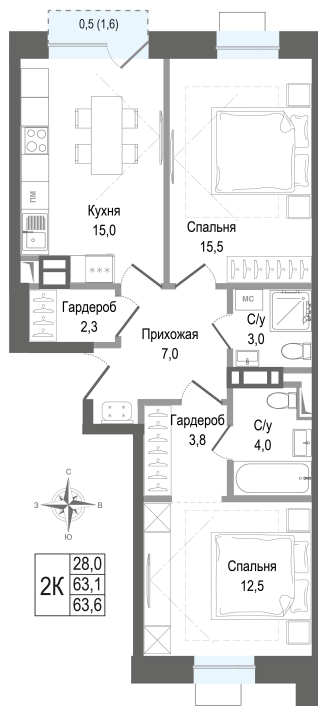 0,5 (1,6)
Кухня
15,0
ПМ
Спальня
15,5
Гардероб
2,3
Прихожая
7,0
МС
С/у
3,0
Гардероб
3,8
С/у
4,0
С
З
В
Ю
2К
28,0
63,1
63,6
Спальня
12,5